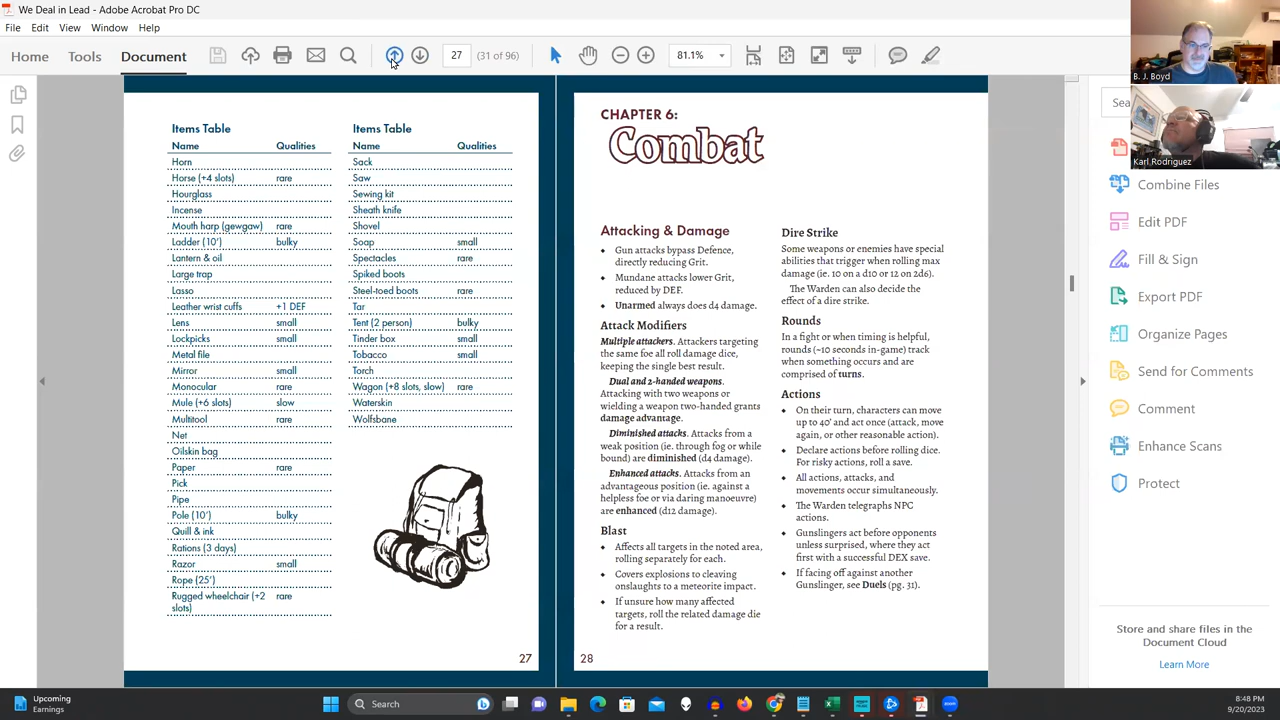 We Deal in Lead - Adobe Acrobat Pro DC
File Edit View Window Help
Home Tools Document 27 (31 of 96) 81.1%
B. J. Boyd
Karl Rodriguez
Sea
Combine Files
Edit PDF
Fill & Sign
Export PDF
Organize Pages
Send for Comments
Comment
Enhance Scans
Protect
Store and share files in the
Document Cloud
Learn More
Items Table
Name Qualities
Horn
Horse (+4 slots) rare
Hourglass
Incense
Mouth harp (gewgaw) rare
Ladder (10') bulky
Lantern & oil
Large trap
Lasso
Leather wrist cuffs +1 DEF
Lens small
Lockpicks small
Metal file
Mirror small
Monocular rare
Mule (+6 slots) slow
Multitool rare
Net
Oilskin bag
Paper rare
Pick
Pipe
Pole (10') bulky
Quill & ink
Rations (3 days)
Razor small
Rope (25')
Rugged wheelchair (+2 rare
slots)
Items Table
Name Qualities
Sack
Saw
Sewing kit
Sheath knife
Shovel
Soap small
Spectacles rare
Spiked boots
Steel-toed boots rare
Tar
Tent (2 person) bulky
Tinder box small
Tobacco small
Torch
Wagon (+8 slots, slow) rare
Waterskin
Wolfsbane
27
CHAPTER 6:
Combat
Attacking & Damage
Gun attacks bypass Defence,
directly reducing Grit.
Mundane attacks lower Grit,
reduced by DEF.
Unarmed always does d4 damage.
Attack Modifiers
Multiple attackers. Attackers targeting
the same foe all roll damage dice,
keeping the single best result.
Dual and 2-handed weapons.
Attacking with two weapons or
wielding a weapon two-handed grants
damage advantage.
Diminished attacks. Attacks from a
weak position (ie. through fog or while
bound) are diminished (d4 damage).
Enhanced attacks. Attacks from an
advantageous position (ie. against a
helpless foe or via daring manoeuvre)
are enhanced (d12 damage).
Blast
Affects all targets in the noted area,
rolling separately for each.
Covers explosions to cleaving
onslaughts to a meteorite impact.
If unsure how many affected
targets, roll the related damage die
for a result.
Dire Strike
Some weapons or enemies have special
abilities that trigger when rolling max
damage (ie. 10 on a d10 or 12 on 2d6).
The Warden can also decide the
effect of a dire strike.
Rounds
In a fight or when timing is helpful,
rounds (~10 seconds in-game) track
when something occurs and are
comprised of turns.
Actions
On their turn, characters can move
up to 40' and act once (attack, move
again, or other reasonable action).
Declare actions before rolling dice.
For risky actions, roll a save.
All actions, attacks, and
movements occur simultaneously.
The Warden telegraphs NPC
actions.
Gunslingers act before opponents
unless surprised, where they act
first with a successful DEX save.
If facing off against another
Gunslinger, see Duels (pg. 31).
28
Upcoming
Earnings
Search
8:48 PM
9/20/2023